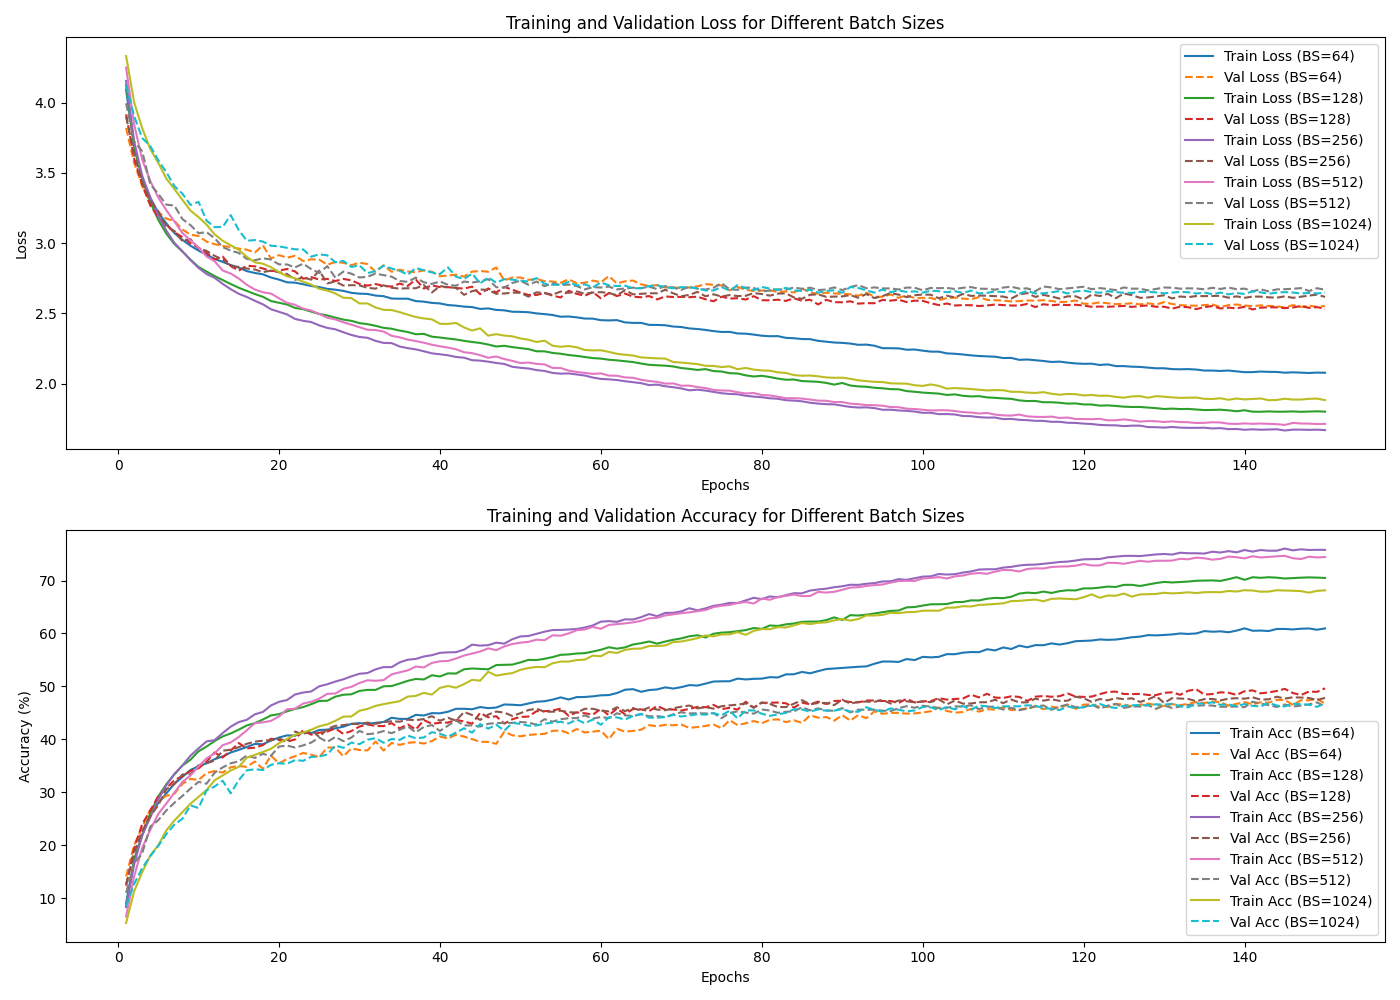 Training and Validation Loss for Different Batch Sizes
Loss
4.0
3.5
3.0
2.5
2.0
Train Loss (BS=64)
Val Loss (BS=64)
Train Loss (BS=128)
Val Loss (BS=128)
Train Loss (BS=256)
Val Loss (BS=256)
Train Loss (BS=512)
Val Loss (BS=512)
Train Loss (BS=1024)
Val Loss (BS=1024)
0 20 40 60 80 100 120 140
Epochs
Training and Validation Accuracy for Different Batch Sizes
Accuracy (%)
70
60
50
40
30
20
10
Train Acc (BS=64)
Val Acc (BS=64)
Train Acc (BS=128)
Val Acc (BS=128)
Train Acc (BS=256)
Val Acc (BS=256)
Train Acc (BS=512)
Val Acc (BS=512)
Train Acc (BS=1024)
Val Acc (BS=1024)
0 20 40 60 80 100 120 140
Epochs